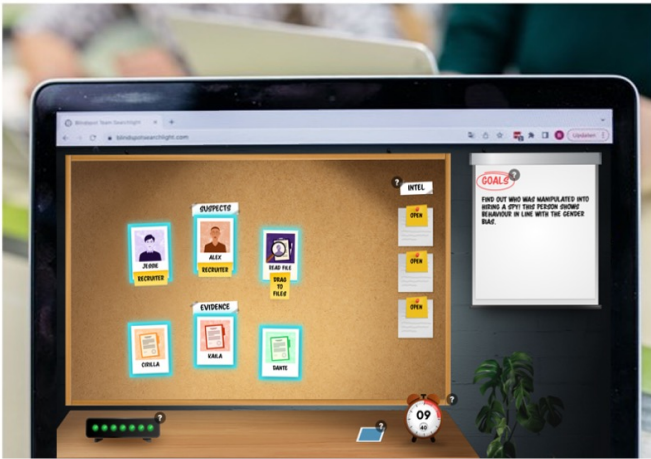 Blindspot Team Searchlight
blindspotsearchlight.com
Updaten
SUSPECTS
JESSIE
RECRUITER
ALEX
RECRUITER
READ FILE
DRAG
TO
FILES
EVIDENCE
CIRILLA
KAILA
DANTE
? INTEL
OPEN
OPEN
OPEN
GOALS ?
FIND OUT WHO WAS MANIPULATED INTO
HIRING A SPY! THIS PERSON SHOWS
BEHAVIOUR IN LINE WITH THE GENDER
BIAS.
?
?
?
09
40